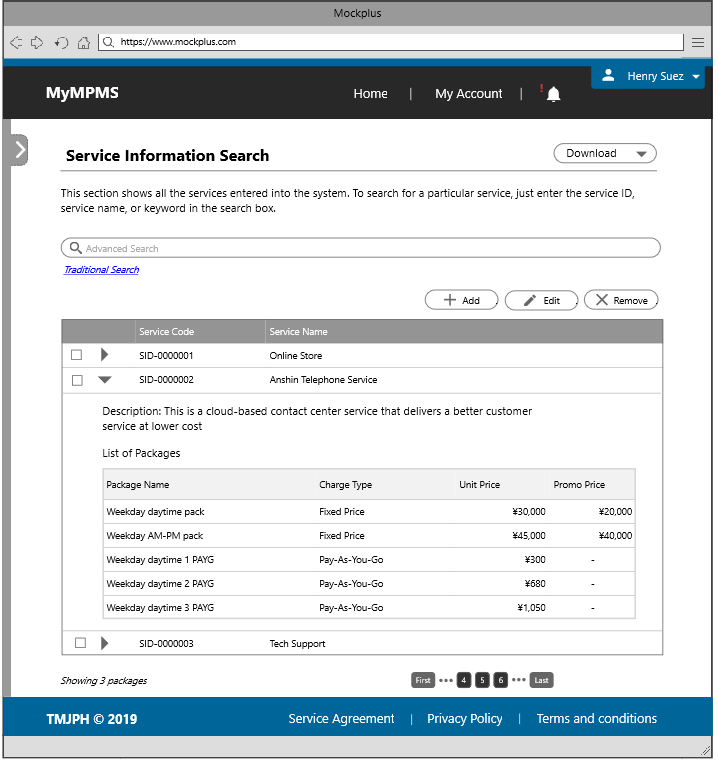 Mockplus
https://www.mockplus.com
Henry Suez
MyMPMS
Home | My Account | !
Service Information Search
Download
This section shows all the services entered into the system. To search for a particular service, just enter the service ID,
service name, or keyword in the search box.
Advanced Search
Traditional Search
Add
Edit
Remove
Service Code Service Name
SID-0000001 Online Store
SID-0000002 Anshin Telephone Service
Description: This is a cloud-based contact center service that delivers a better customer
service at lower cost
List of Packages
Package Name Charge Type Unit Price Promo Price
Weekday daytime pack Fixed Price ¥30,000 ¥20,000
Weekday AM-PM pack Fixed Price ¥45,000 ¥40,000
Weekday daytime 1 PAYG Pay-As-You-Go ¥300 -
Weekday daytime 2 PAYG Pay-As-You-Go ¥680 -
Weekday daytime 3 PAYG Pay-As-You-Go ¥1,050 -
SID-0000003 Tech Support
Showing 3 packages
First ••• 4 5 6 ••• Last
TMJPH © 2019
Service Agreement | Privacy Policy | Terms and conditions